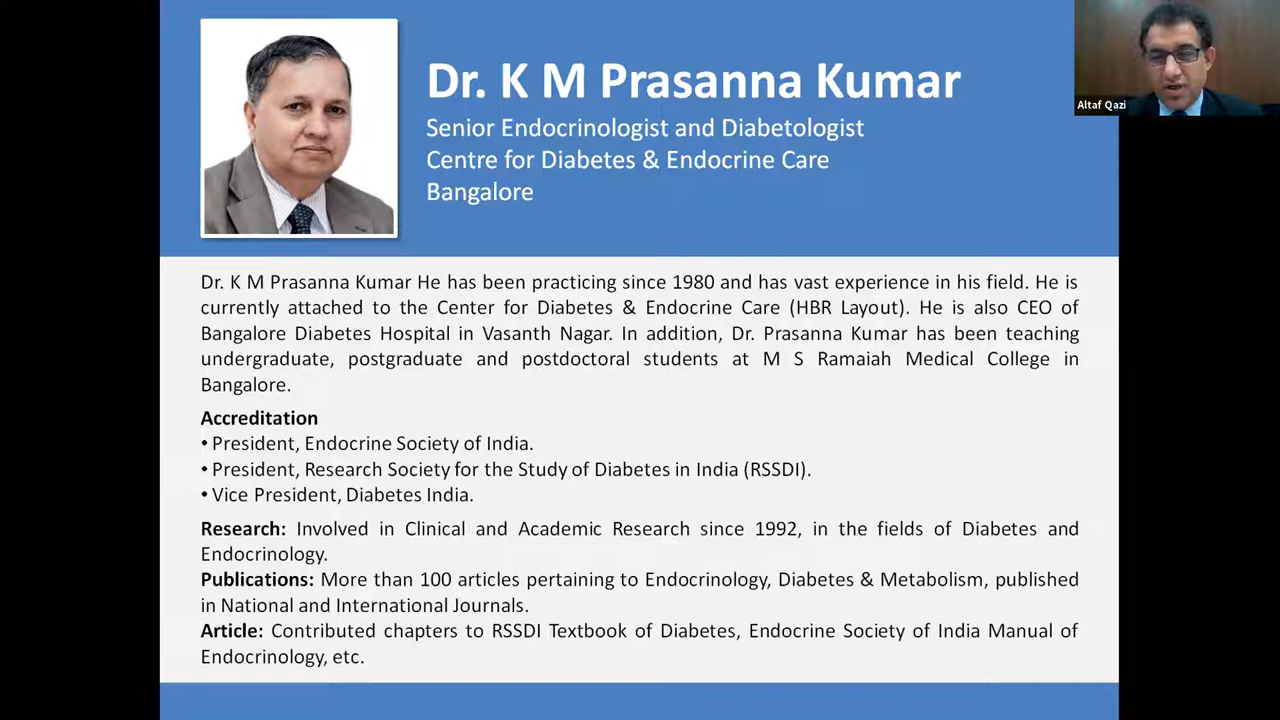 Dr. K M Prasanna Kumar
Senior Endocrinologist and Diabetologist
Centre for Diabetes & Endocrine Care
Bangalore
Altaf Qazi
Dr. K M Prasanna Kumar He has been practicing since 1980 and has vast experience in his field. He is
currently attached to the Center for Diabetes & Endocrine Care (HBR Layout). He is also CEO of
Bangalore Diabetes Hospital in Vasanth Nagar. In addition, Dr. Prasanna Kumar has been teaching
undergraduate, postgraduate and postdoctoral students at M S Ramaiah Medical College in
Bangalore.
Accreditation
• President, Endocrine Society of India.
• President, Research Society for the Study of Diabetes in India (RSSDI).
• Vice President, Diabetes India.
Research: Involved in Clinical and Academic Research since 1992, in the fields of Diabetes and
Endocrinology.
Publications: More than 100 articles pertaining to Endocrinology, Diabetes & Metabolism, published
in National and International Journals.
Article: Contributed chapters to RSSDI Textbook of Diabetes, Endocrine Society of India Manual of
Endocrinology, etc.